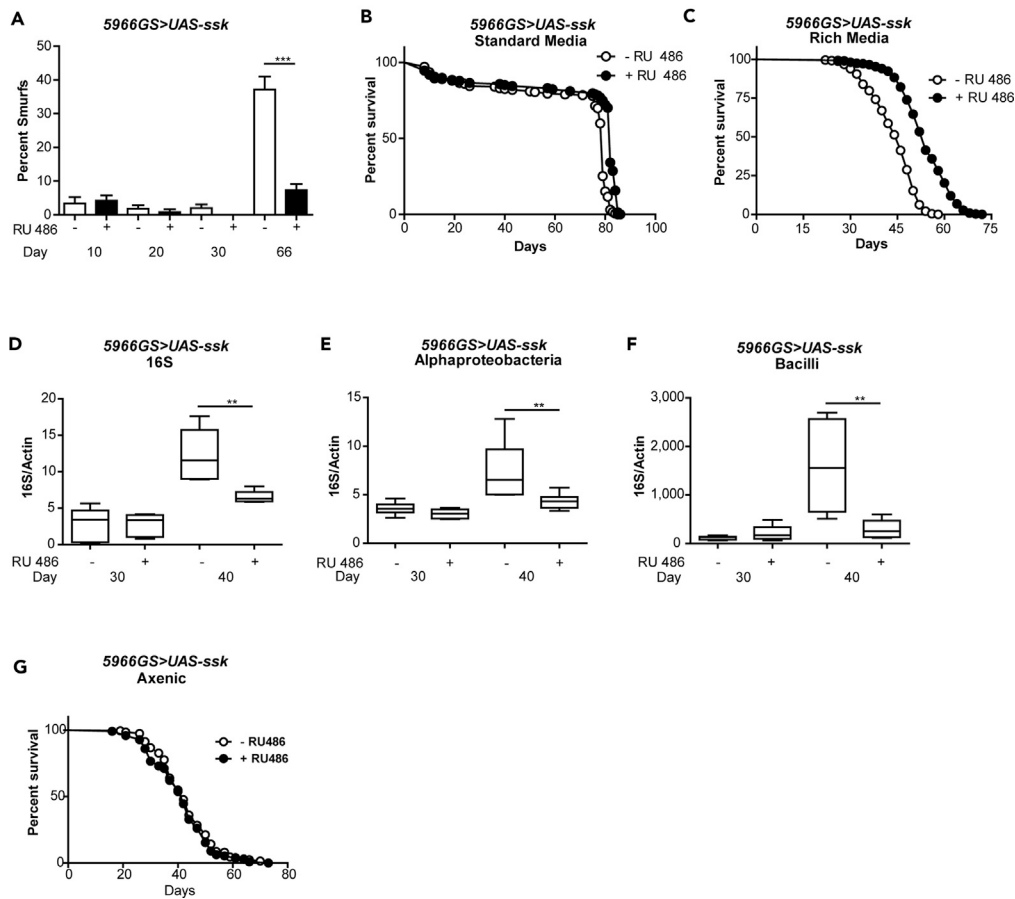 A
5966GS>UAS-ssk
Percent Smurfs
50
40
30
20
10
0
***
RU 486 - + - + - + - +
Day 10 20 30 66
B
5966GS>UAS-ssk
Standard Media
- RU 486
+ RU 486
Percent survival
100
50
0
0 20 40 60 80 100
Days
C
5966GS>UAS-ssk
Rich Media
- RU 486
+ RU 486
Percent survival
100
75
50
25
0
0 15 30 45 60 75
Days
D
5966GS>UAS-ssk
16S
16S/Actin
20
15
10
5
0
**
RU 486 - + - +
Day 30 40
E
5966GS>UAS-ssk
Alphaproteobacteria
16S/Actin
15
10
5
0
**
RU 486 - + - +
Day 30 40
F
5966GS>UAS-ssk
Bacilli
16S/Actin
3,000
2,000
1,000
0
**
RU 486 - + - +
Day 30 40
G
5966GS>UAS-ssk
Axenic
- RU486
+ RU486
Percent survival
100
50
0
0 20 40 60 80
Days